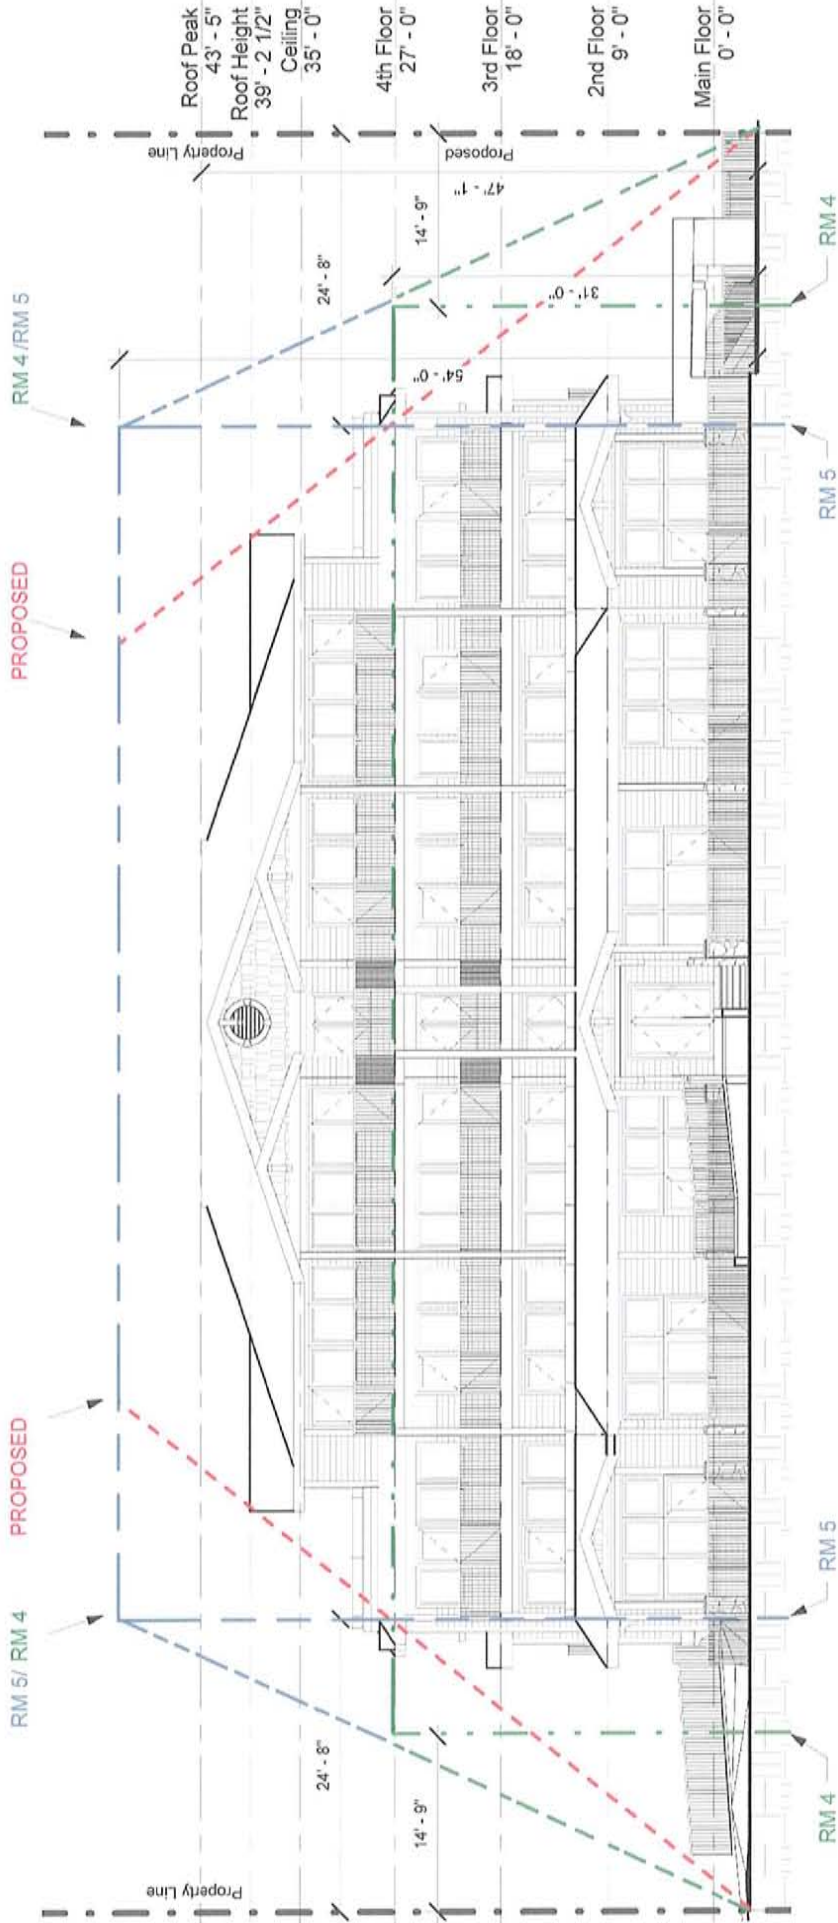 Roof Peak
43' - 5"
Roof Height
39' - 2 1/2"
Ceiling
35' - 0"
4th Floor
27' - 0"
3rd Floor
18' - 0"
2nd Floor
9' - 0"
Main Floor
0' - 0"
Property Line
Proposed
47' - 1"
24' - 8"
14' - 9"
31' - 0"
54' - 0"
RM 4 /RM 5
PROPOSED
PROPOSED
RM 5/ RM 4
RM 4
RM 5
RM 5
RM 4
24' - 8"
14' - 9"
Property Line